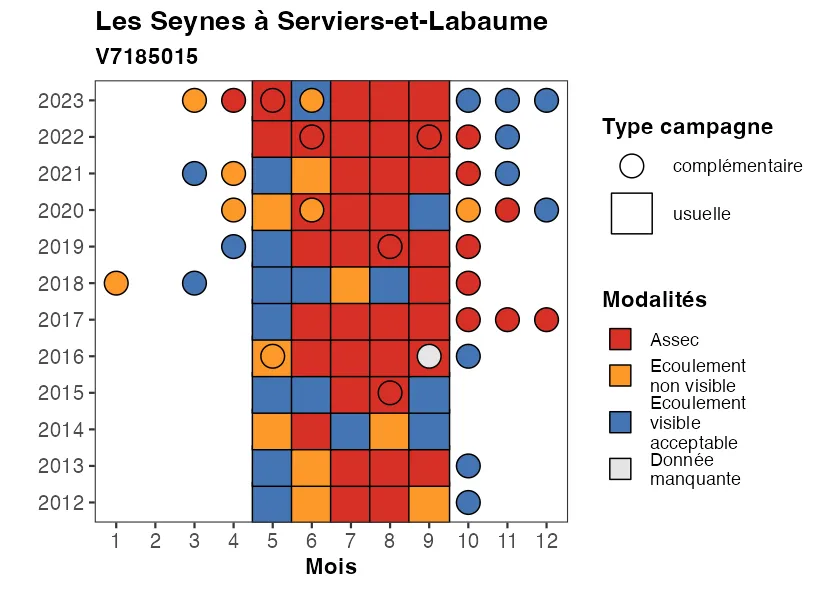 Les Seynes à Serviers-et-Labaume
V7185015
2023
2022
2021
2020
2019
2018
2017
2016
2015
2014
2013
2012
1 2 3 4 5 6 7 8 9 10 11 12
Mois
Type campagne
complémentaire
usuelle
Modalités
Assec
Ecoulement
non visible
Ecoulement
visible
acceptable
Donnée
manquante